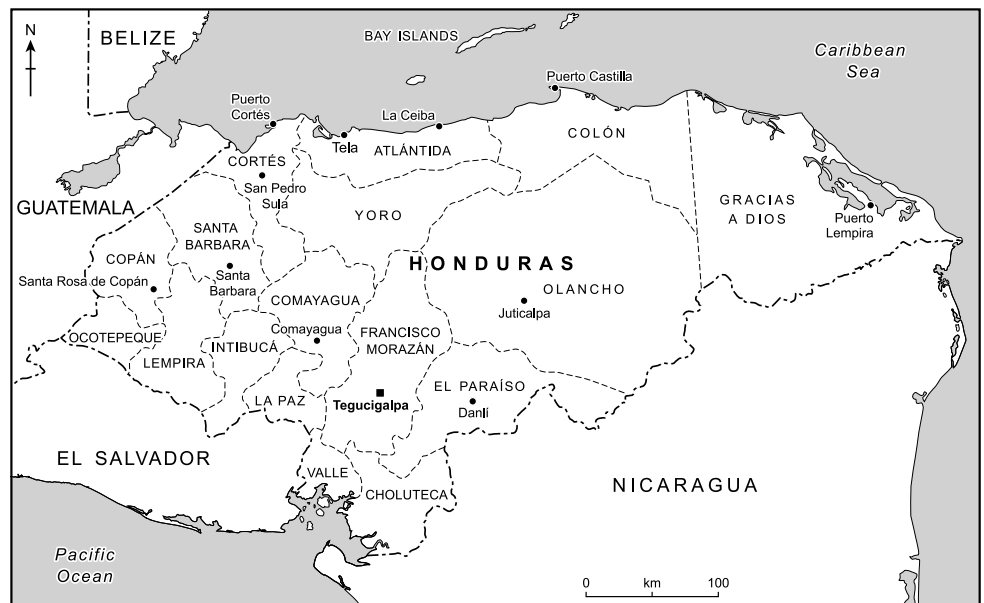 N
BELIZE
BAY ISLANDS
Caribbean
Sea
Puerto Castilla
Puerto
Cortés
La Ceiba
Tela
ATLÁNTIDA
COLÓN
CORTÉS
San Pedro
Sula
GUATEMALA
YORO
GRACIAS
A DIOS
Puerto
Lempira
SANTA
BARBARA
COPÁN
HONDURAS
Santa Rosa de Copán
Santa
Barbara
COMAYAGUA
OLANCHO
Juticalpa
OCOTEPEQUE
LEMPIRA
INTIBUCÁ
Comayagua
FRANCISCO
MORAZÁN
LA PAZ
Tegucigalpa
EL PARAÍSO
Danlí
EL SALVADOR
VALLE
CHOLUTECA
NICARAGUA
Pacific
Ocean
0 km 100